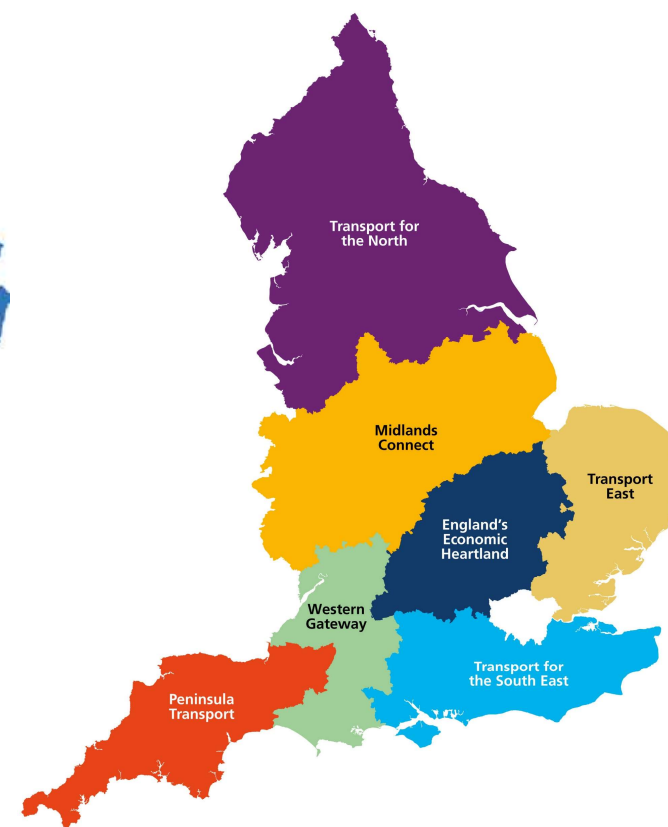 Transport for
the North
Midlands
Connect
Transport
East
England's
Economic
Heartland
Western
Gateway
Transport for
the South East
Peninsula
Transport